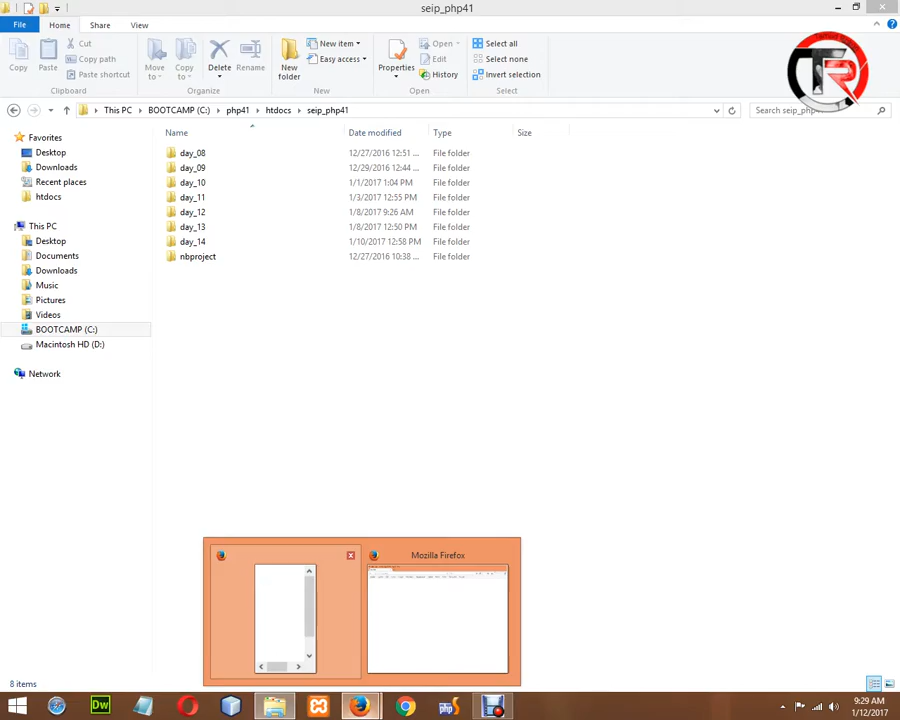 seip_php41
File
Home
Share
View
Copy
Paste
Cut
Copy path
Paste shortcut
Clipboard
Move to
Copy to
Delete
Rename
Organize
New folder
New item
Easy access
New
Properties
Open
Edit
History
Open
Select all
Select none
Invert selection
Select
TR
This PC
BOOTCAMP (C:)
php41
htdocs
seip_php41
Search seip_php41
Name
Date modified
Type
Size
Favorites
Desktop
Downloads
Recent places
htdocs
This PC
Desktop
Documents
Downloads
Music
Pictures
Videos
BOOTCAMP (C:)
Macintosh HD (D:)
Network
day_08 12/27/2016 12:51 ... File folder
day_09 12/29/2016 12:44 ... File folder
day_10 1/1/2017 1:04 PM File folder
day_11 1/3/2017 12:55 PM File folder
day_12 1/8/2017 9:26 AM File folder
day_13 1/8/2017 12:50 PM File folder
day_14 1/10/2017 12:58 PM File folder
nbproject 12/27/2016 10:38 ... File folder
Mozilla Firefox
8 items
Dw
php
9:29 AM
1/12/2017